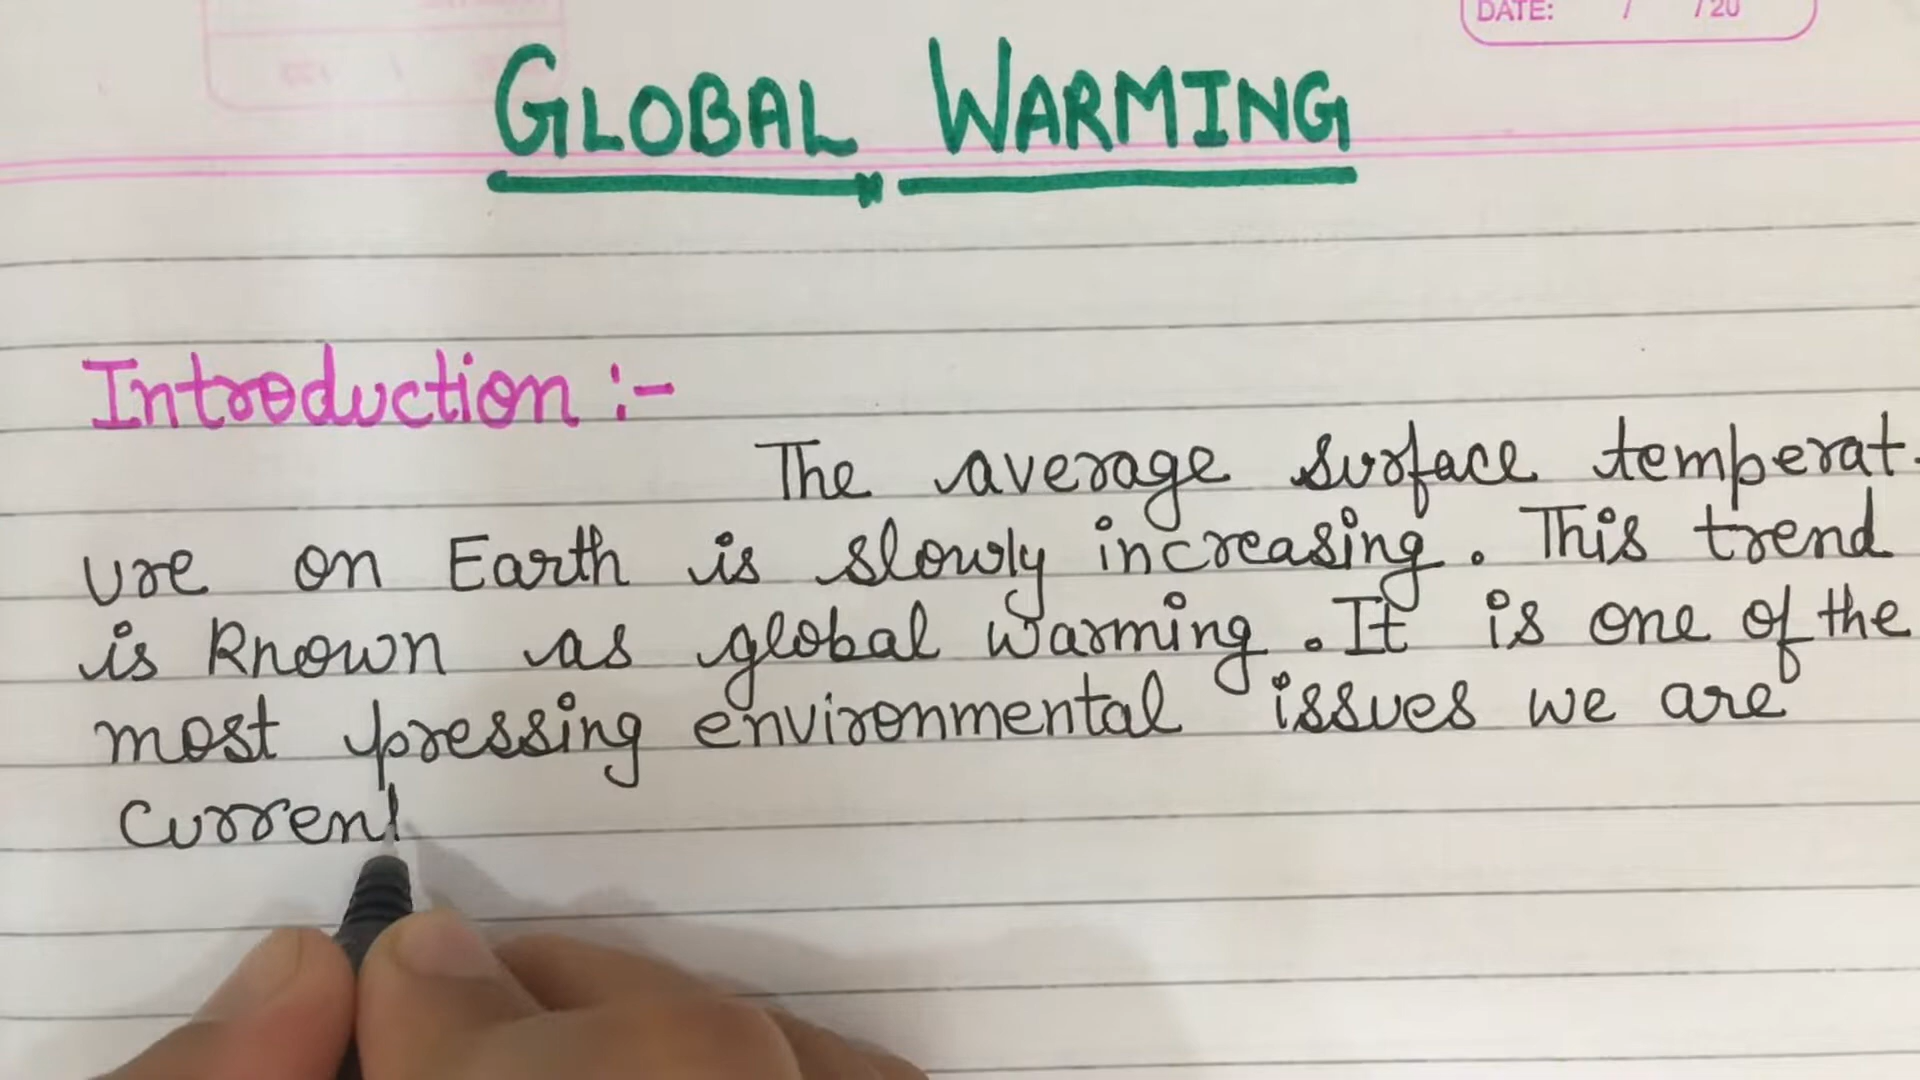 DATE: / /20
GLOBAL WARMING
Introduction :-
The average surface temperat-
ure on Earth is slowly increasing. This trend
is known as global warming. It is one of the
most pressing environmental issues we are
current